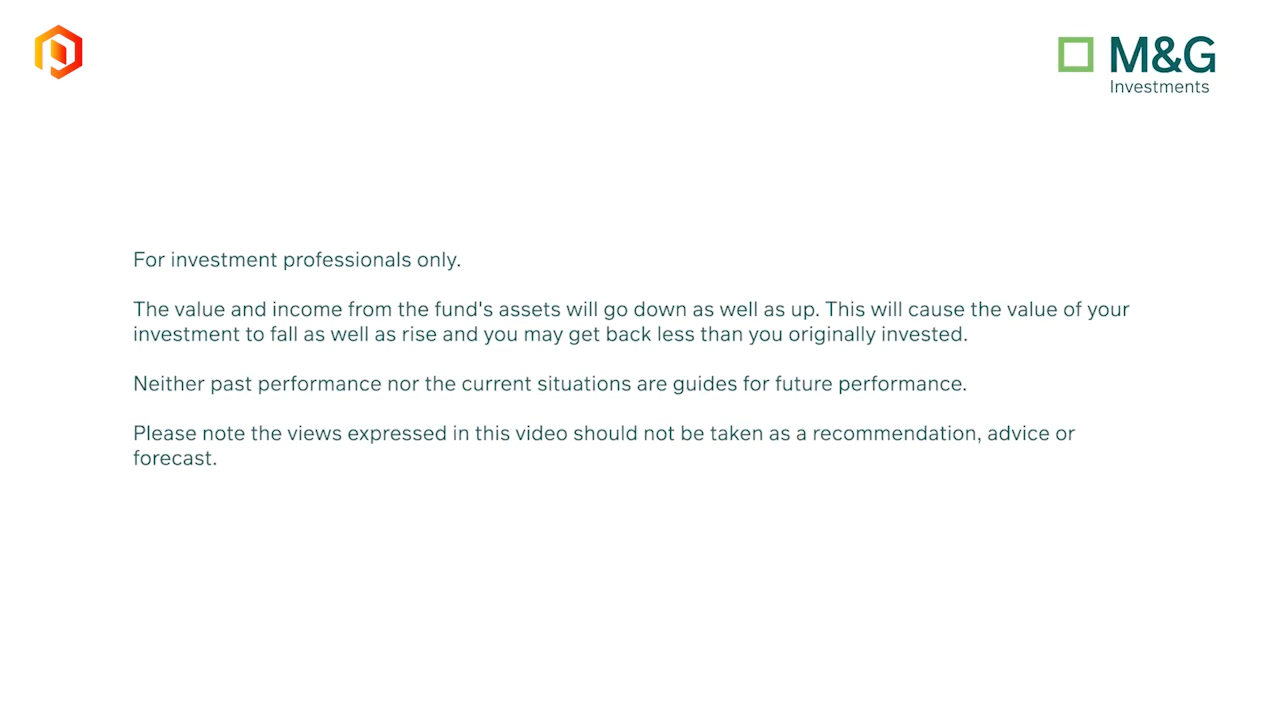 M&G
Investments
For investment professionals only.
The value and income from the fund's assets will go down as well as up. This will cause the value of your
investment to fall as well as rise and you may get back less than you originally invested.
Neither past performance nor the current situations are guides for future performance.
Please note the views expressed in this video should not be taken as a recommendation, advice or
forecast.